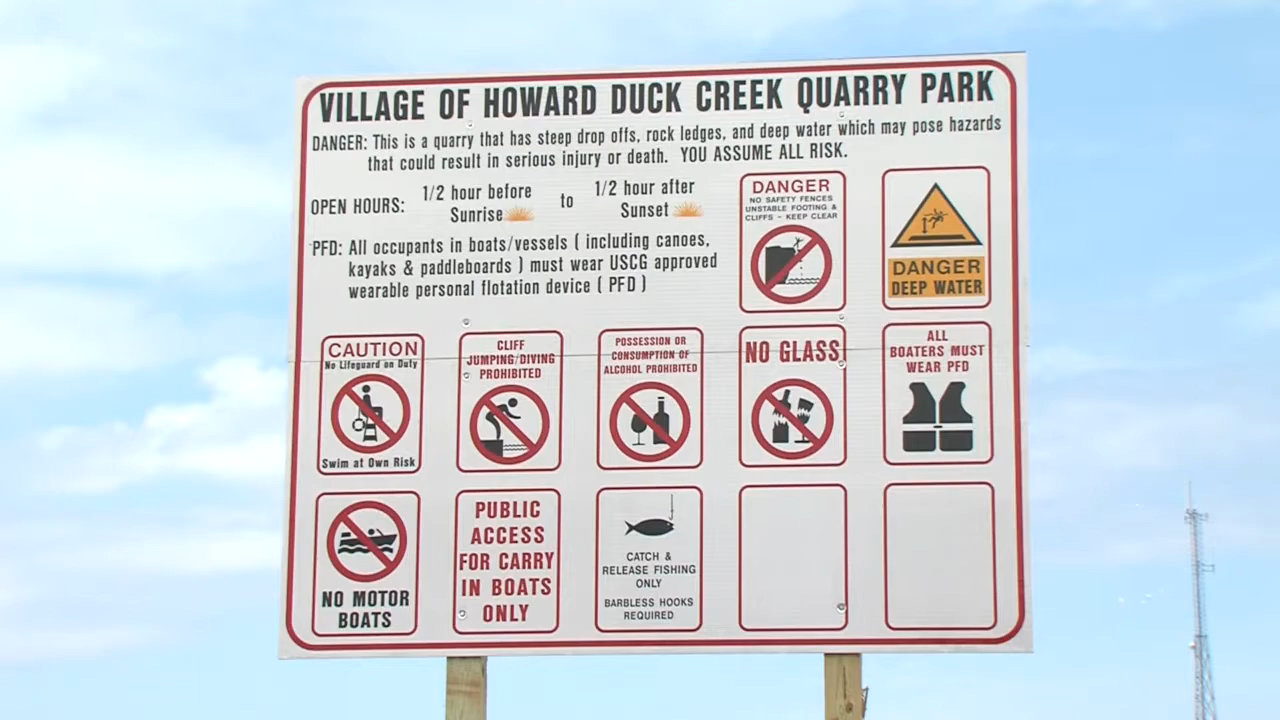 VILLAGE OF HOWARD DUCK CREEK QUARRY PARK
DANGER: This is a quarry that has steep drop offs, rock ledges, and deep water which may pose hazards
that could result in serious injury or death. YOU ASSUME ALL RISK.
OPEN HOURS: 1/2 hour before Sunrise to 1/2 hour after Sunset
PFD: All occupants in boats/vessels ( including canoes,
kayaks & paddleboards ) must wear USCG approved
wearable personal flotation device ( PFD )
DANGER
NO SAFETY FENCES
UNSTABLE FOOTING &
CLIFFS - KEEP CLEAR
DANGER
DEEP WATER
CAUTION
No Lifeguard on Duty
Swim at Own Risk
CLIFF
JUMPING/DIVING
PROHIBITED
POSSESSION OR
CONSUMPTION OF
ALCOHOL PROHIBITED
NO GLASS
ALL
BOATERS MUST
WEAR PFD
NO MOTOR
BOATS
PUBLIC
ACCESS
FOR CARRY
IN BOATS
ONLY
CATCH &
RELEASE FISHING
ONLY
BARBLESS HOOKS
REQUIRED